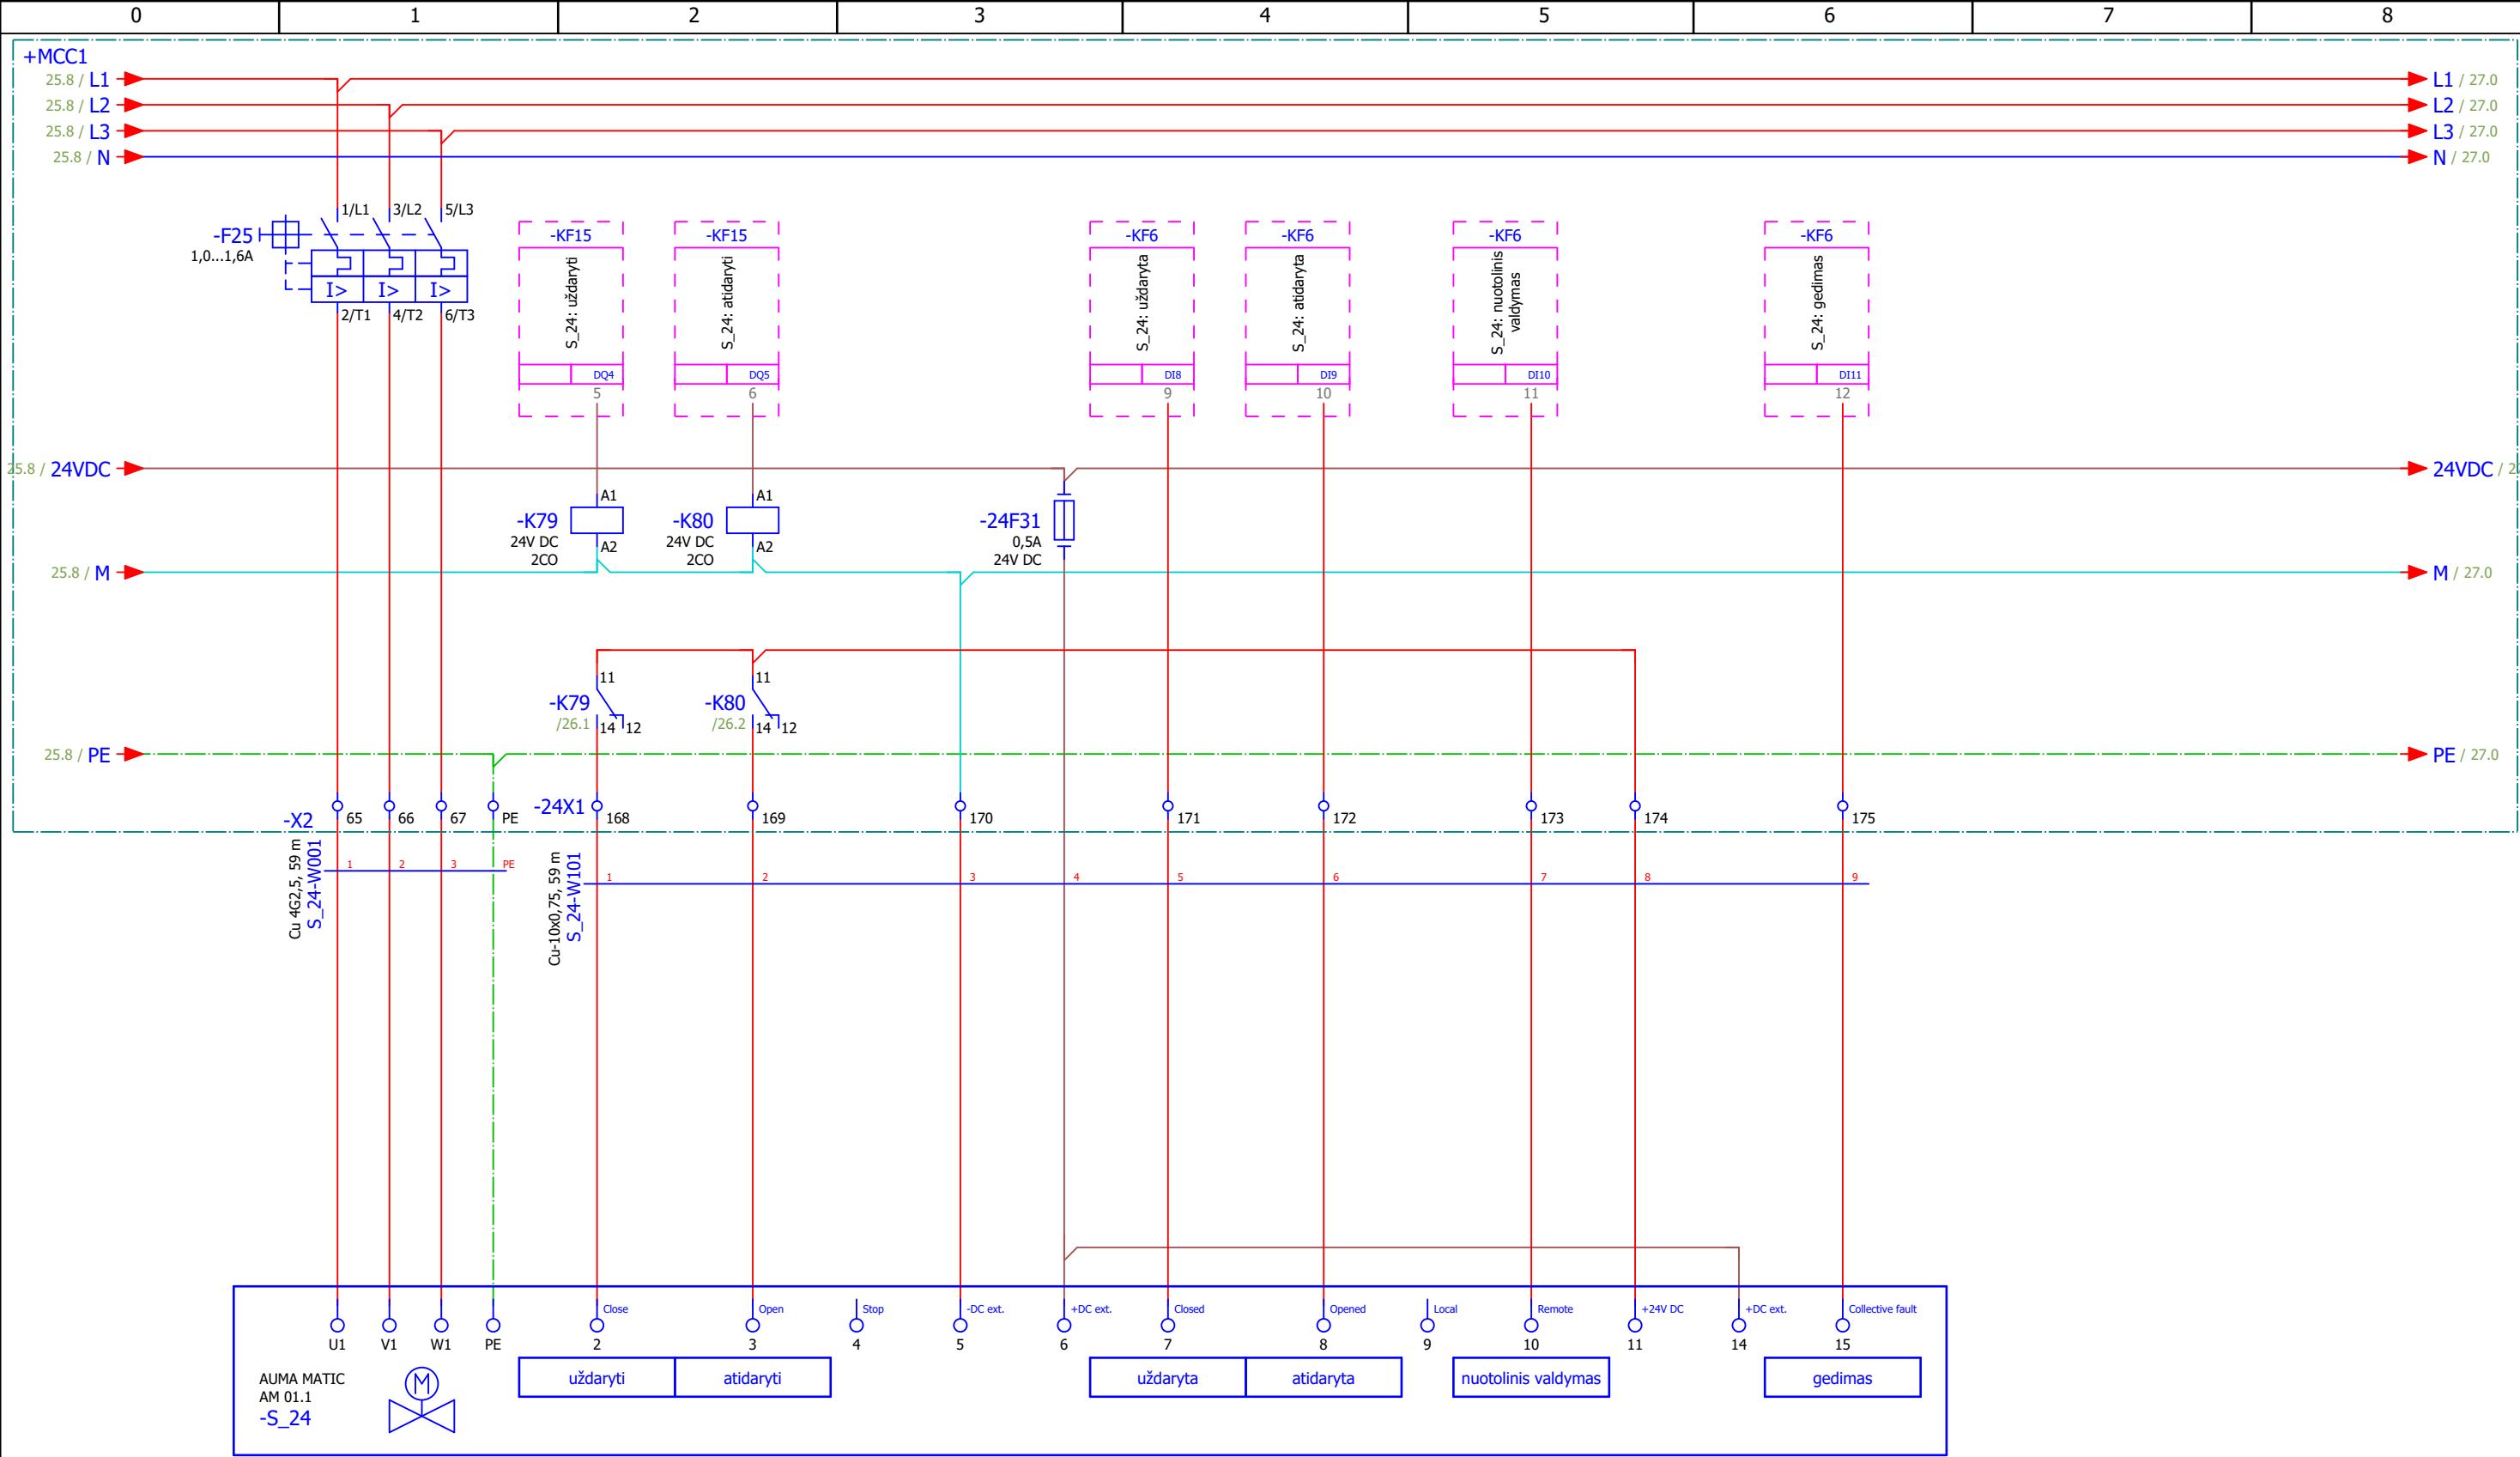 0 1 2 3 4 5 6 7 8
+MCC1
25.8 / L1 L1 / 27.0
25.8 / L2 L2 / 27.0
25.8 / L3 L3 / 27.0
25.8 / N N / 27.0
1/L1 3/L2 5/L3
-F25
1,0...1,6A
I> I> I>
2/T1 4/T2 6/T3
-KF15 -KF15 -KF6 -KF6 -KF6 -KF6
S_24: uždaryti
S_24: atidaryti
S_24: uždaryta
S_24: atidaryta
S_24: nuotolinis
valdymas
S_24: gedimas
DQ4 DQ5 DI8 DI9 DI10 DI11
5 6 9 10 11 12
25.8 / 24VDC 24VDC / 2
A1 A1
-K79 -K80 -24F31
24V DC 24V DC 0,5A
A2 A2
2CO 2CO 24V DC
25.8 / M M / 27.0
11 11
-K79 -K80
/26.1 14 12 /26.2 14 12
25.8 / PE PE / 27.0
-X2 65 66 67 PE -24X1 168 169 170 171 172 173 174 175
Cu 4G2,5, 59 m
S_24-W001
1 2 3 PE
Cu-10x0,75, 59 m
S_24-W101
1 2 3 4 5 6 7 8 9
Close Open Stop -DC ext. +DC ext. Closed Opened Local Remote +24V DC +DC ext. Collective fault
U1 V1 W1 PE 2 3 4 5 6 7 8 9 10 11 14 15
AUMA MATIC
AM 01.1
-S_24
M
uždaryti atidaryti uždaryta atidaryta nuotolinis valdymas gedimas